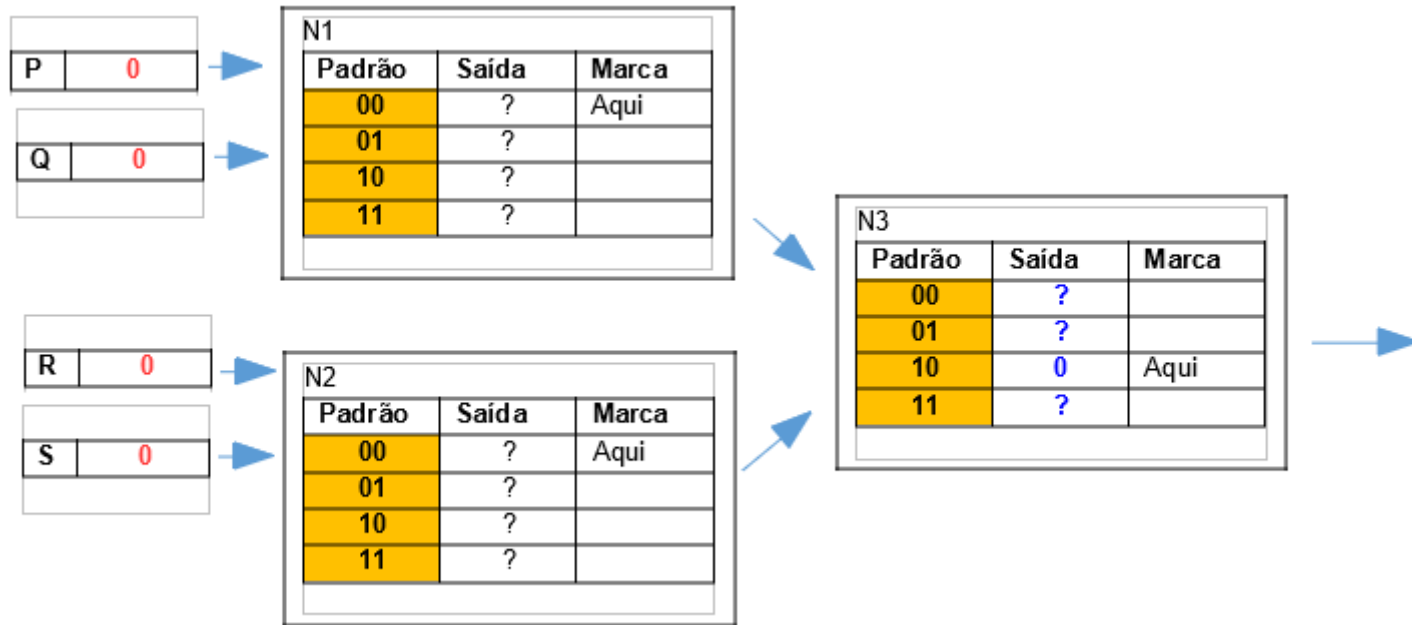 P 0
Q 0
N1
Padrão Saída Marca
00 ? Aqui
01 ?
10 ?
11 ?
R 0
S 0
N2
Padrão Saída Marca
00 ? Aqui
01 ?
10 ?
11 ?
N3
Padrão Saída Marca
00 ?
01 ?
10 0 Aqui
11 ?